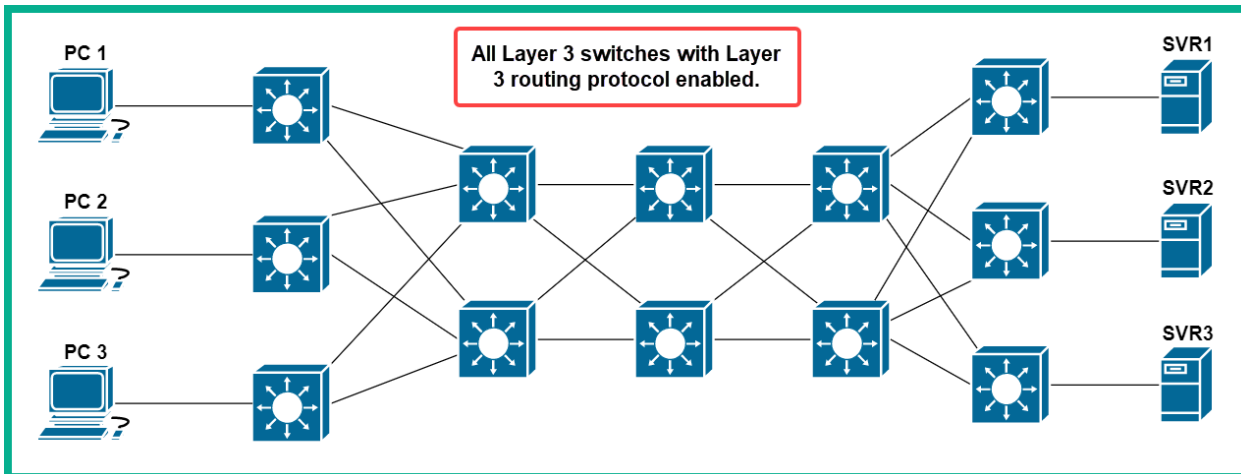 All Layer 3 switches with Layer
3 routing protocol enabled.
PC 1
SVR1
PC 2
SVR2
PC 3
SVR3